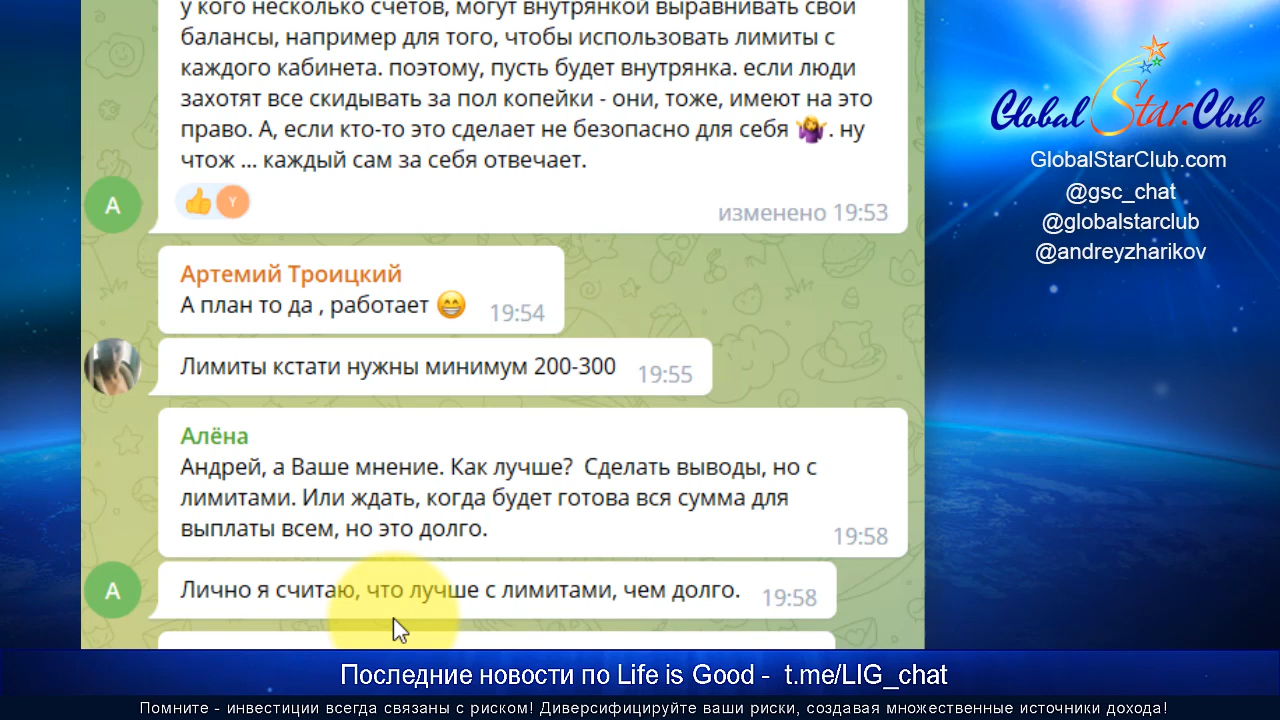 у кого несколько счетов, могут внутрянкой выравнивать свои
балансы, например для того, чтобы использовать лимиты с
каждого кабинета. поэтому, пусть будет внутрянка. если люди
захотят все скидывать за пол копейки - они, тоже, имеют на это
право. А, если кто-то это сделает не безопасно для себя 🤷‍♀️. ну
чтож ... каждый сам за себя отвечает.
👍 Y
изменено 19:53
A
Артемий Троицкий
А план то да , работает 😁 19:54
Лимиты кстати нужны минимум 200-300 19:55
Алёна
Андрей, а Ваше мнение. Как лучше? Сделать выводы, но с
лимитами. Или ждать, когда будет готова вся сумма для
выплаты всем, но это долго.
19:58
A
Лично я считаю, что лучше с лимитами, чем долго. 19:58
Global Star.Club
GlobalStarClub.com
@gsc_chat
@globalstarclub
@andreyzharikov
Последние новости по Life is Good - t.me/LIG_chat
Помните - инвестиции всегда связаны с риском! Диверсифицируйте ваши риски, создавая множественные источники дохода!